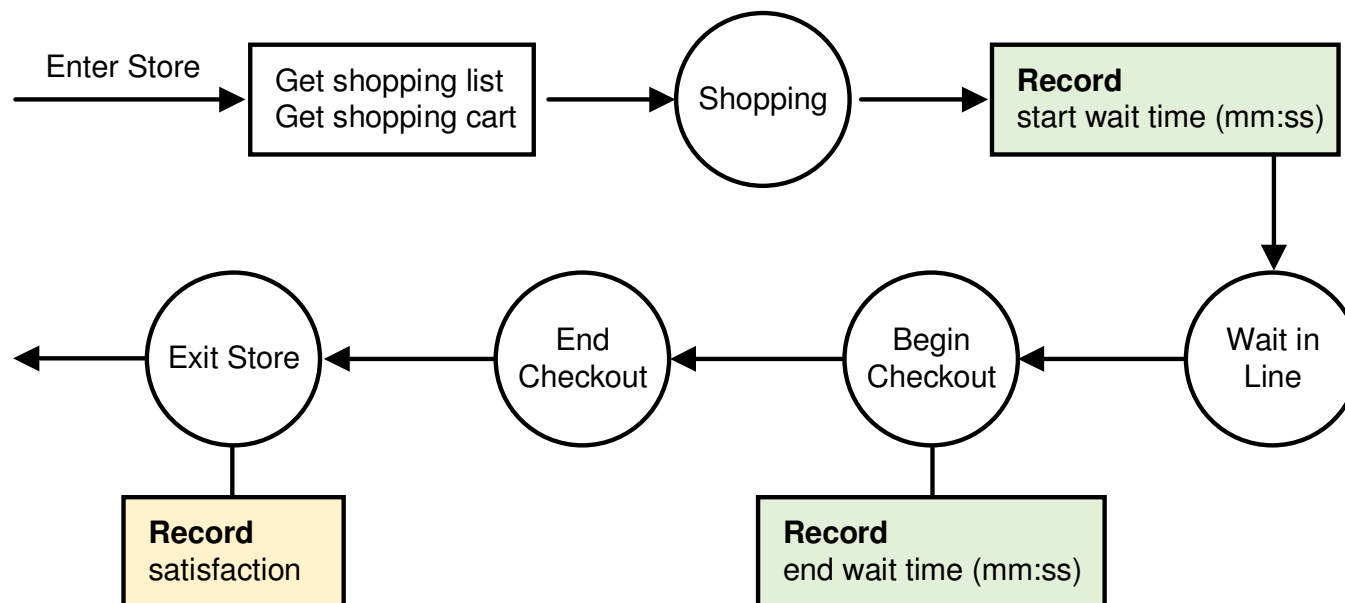 Enter Store
Get shopping list
Get shopping cart
Shopping
Record
start wait time (mm:ss)
Wait in
Line
Begin
Checkout
End
Checkout
Exit Store
Record
end wait time (mm:ss)
Record
satisfaction